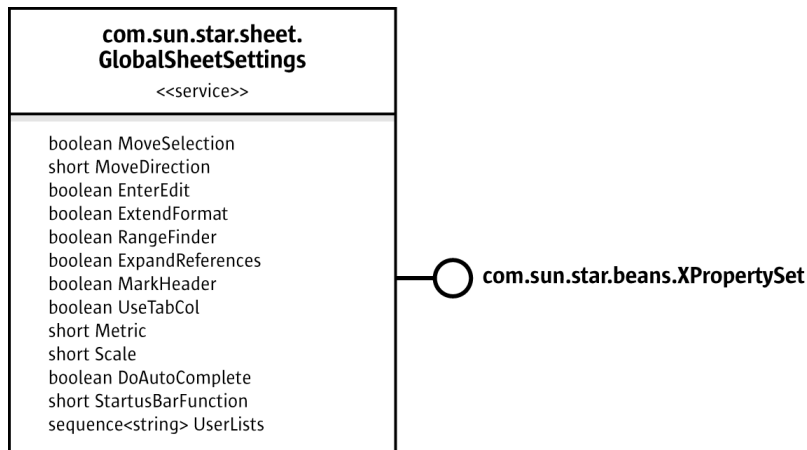 com.sun.star.sheet.
GlobalSheetSettings
<<service>>
boolean MoveSelection
short MoveDirection
boolean EnterEdit
boolean ExtendFormat
boolean RangeFinder
boolean ExpandReferences
boolean MarkHeader
boolean UseTabCol
short Metric
short Scale
boolean DoAutoComplete
short StartusBarFunction
sequence<string> UserLists
com.sun.star.beans.XPropertySet